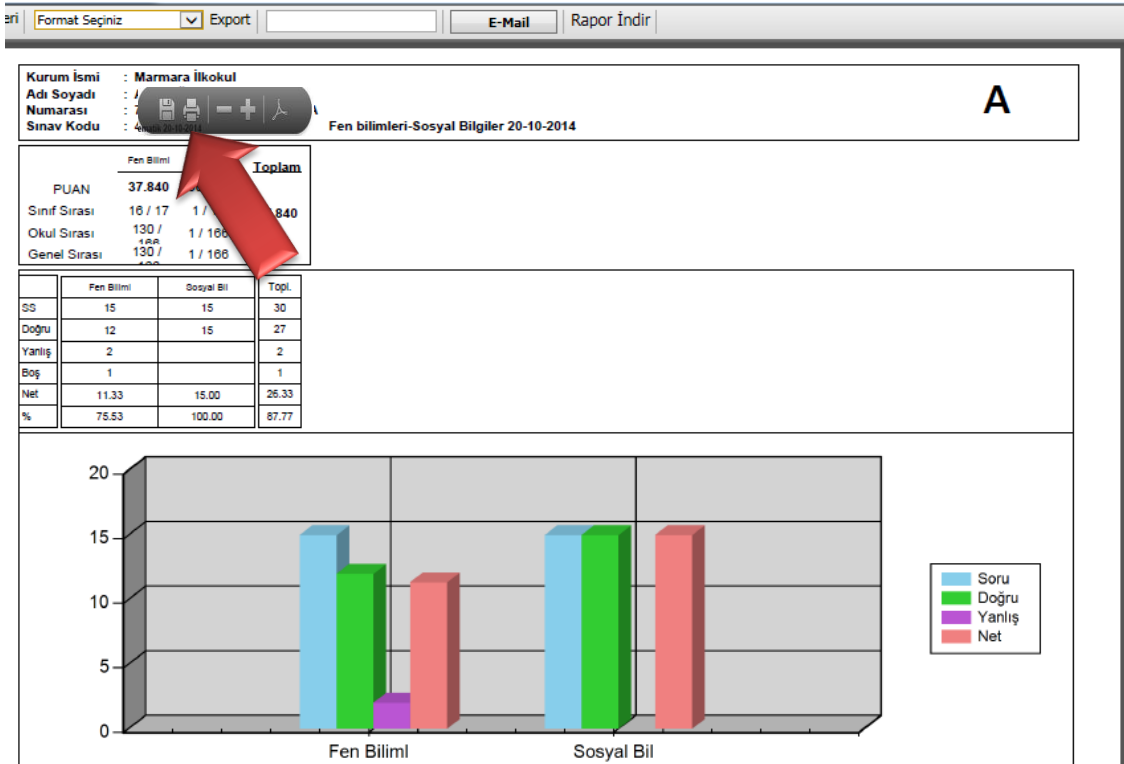 Format Seçiniz Export E-Mail Rapor İndir
Kurum İsmi : Marmara İlkokul
Adı Soyadı :
Numarası :
Sınav Kodu : Fen bilimleri-Sosyal Bilgiler 20-10-2014
A
Fen Biliml Toplam
PUAN 37.840
Sınıf Sırası 16 / 17 1 / 840
Okul Sırası 130 / 166 1 / 166
Genel Sırası 130 / 1 / 166
Fen Biliml Sosyal Bil Topl.
SS 15 15 30
Doğru 12 15 27
Yanlış 2 2
Boş 1 1
Net 11.33 15.00 26.33
% 75.53 100.00 87.77
20
15
10
5
0
Fen Biliml Sosyal Bil
Soru
Doğru
Yanlış
Net